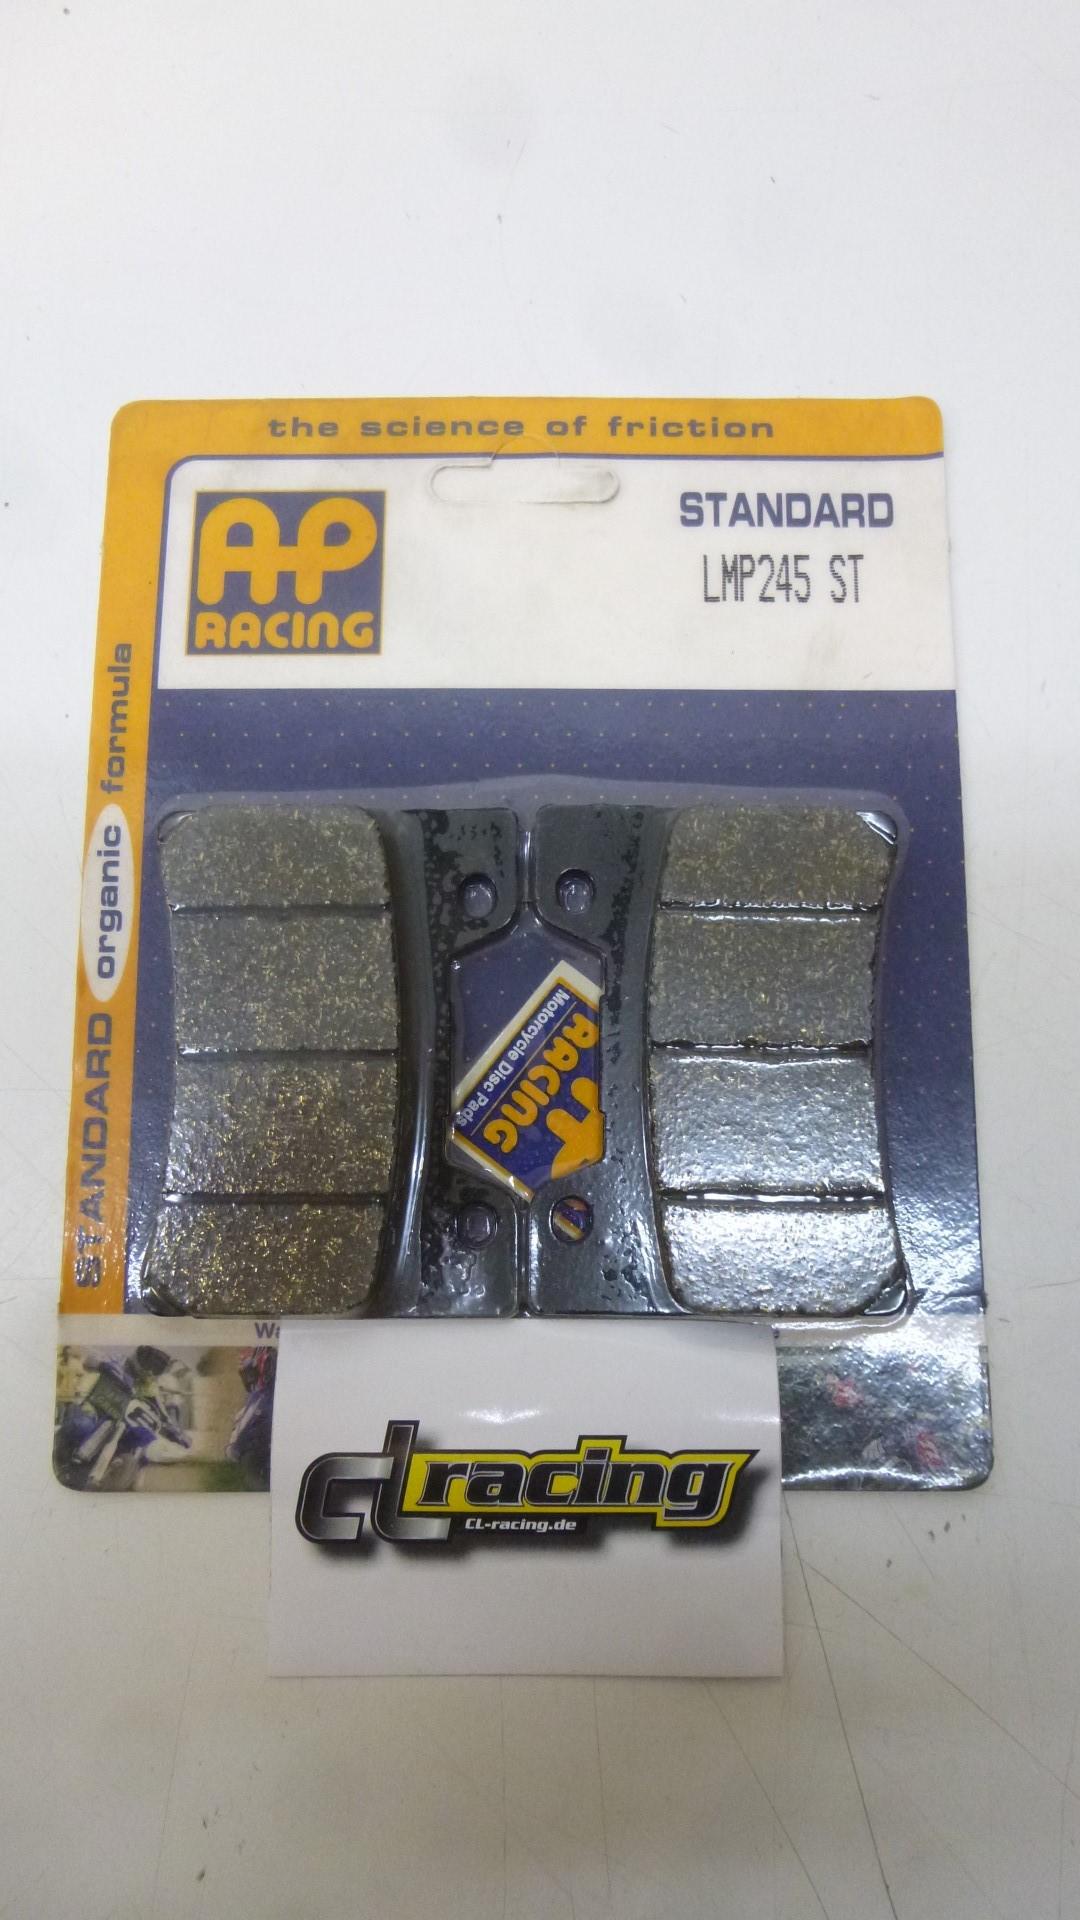 the science of friction
AP
RACING
STANDARD
LMP245 ST
STANDARD organic formula
RACING
Motorcycle Disc Pads
cl racing
CL-racing.de